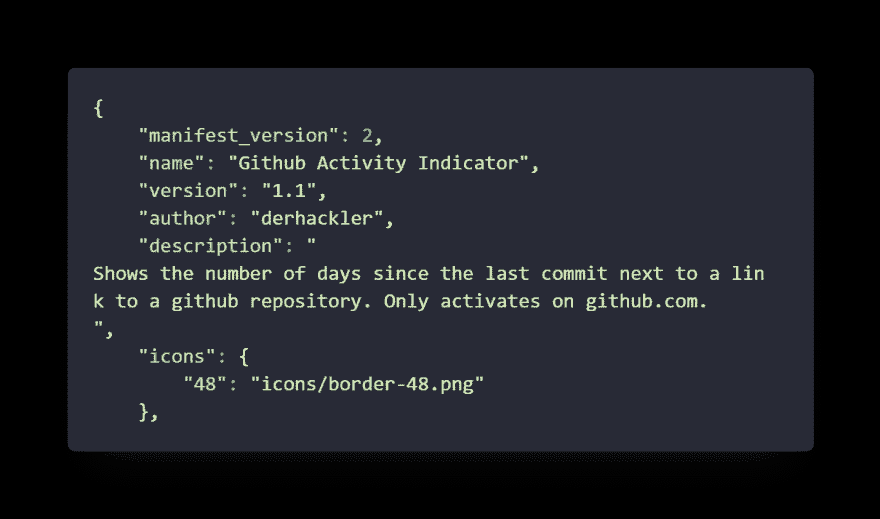 {
    "manifest_version": 2,
    "name": "Github Activity Indicator",
    "version": "1.1",
    "author": "derhackler",
    "description": "
Shows the number of days since the last commit next to a lin
k to a github repository. Only activates on github.com.
",
    "icons": {
        "48": "icons/border-48.png"
    },